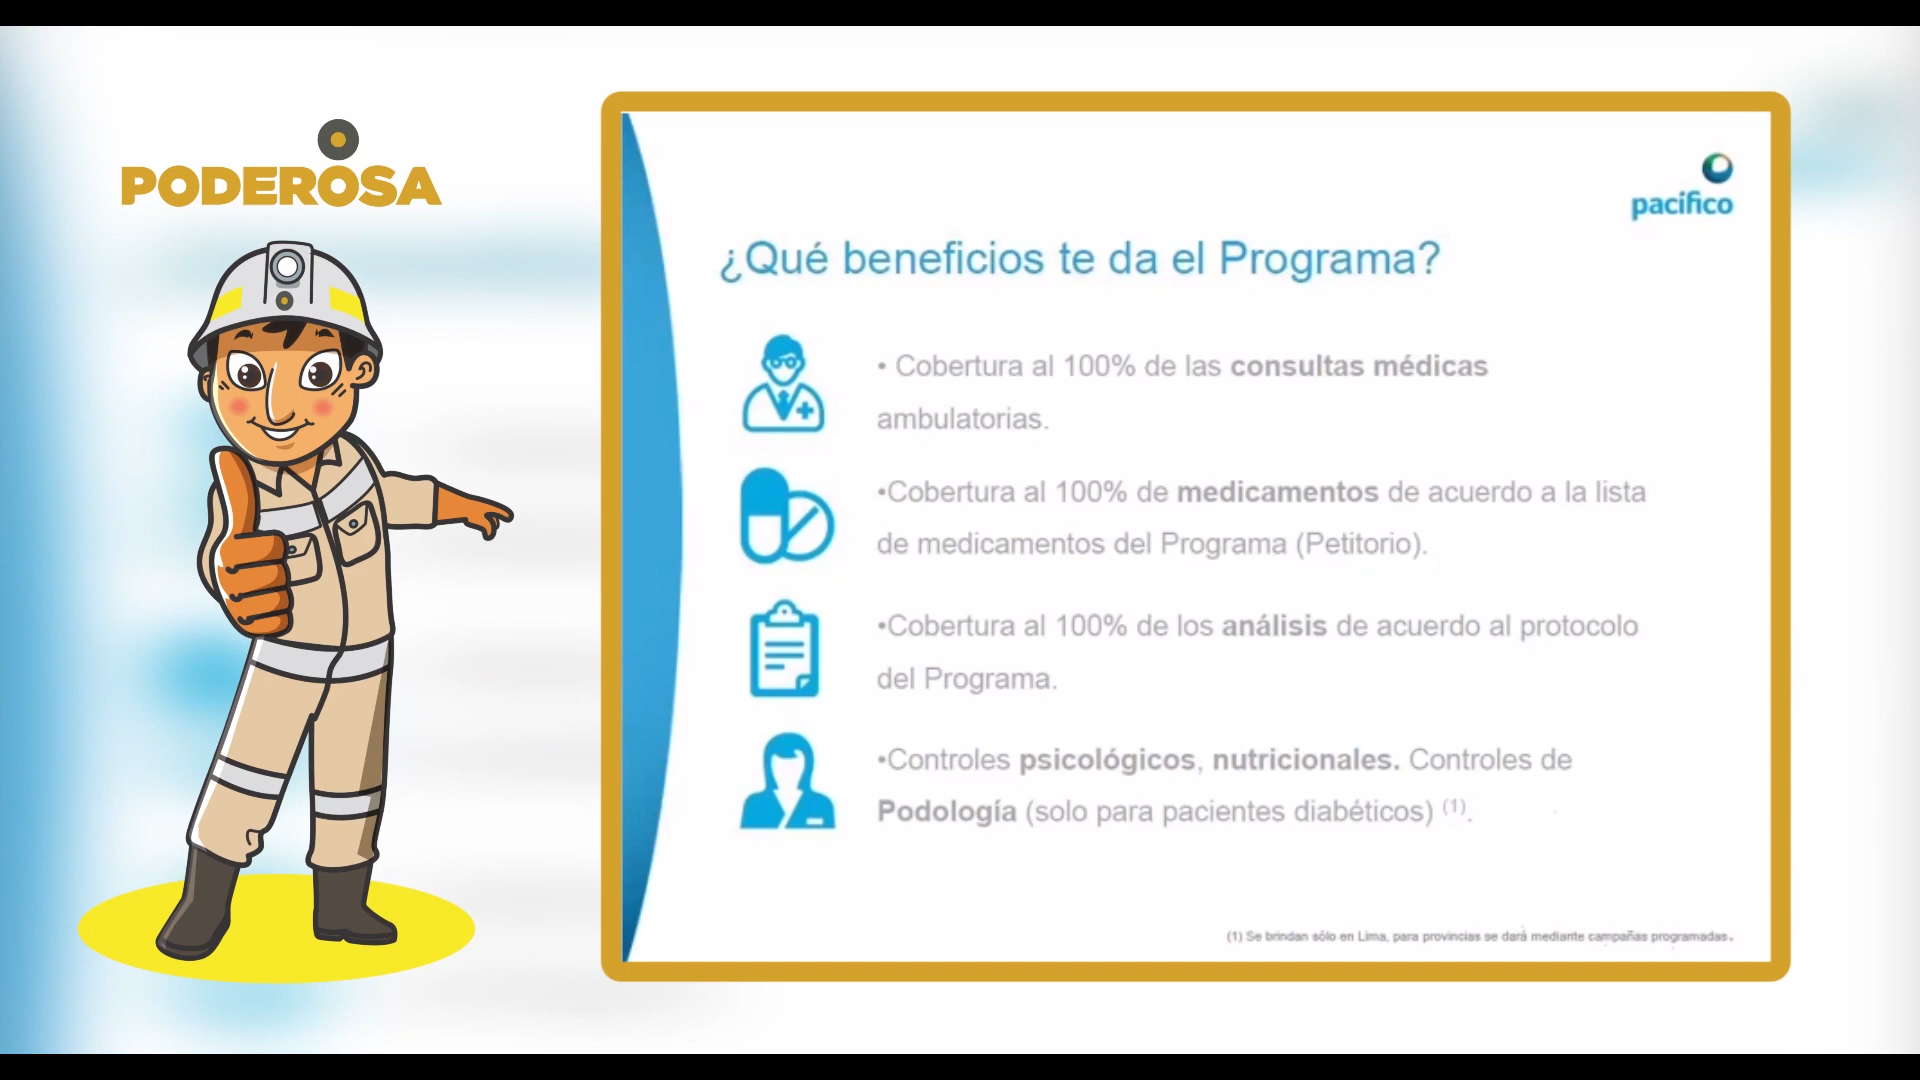 PODEROSA
pacifico
¿Qué beneficios te da el Programa?
• Cobertura al 100% de las consultas médicas
ambulatorias.
•Cobertura al 100% de medicamentos de acuerdo a la lista
de medicamentos del Programa (Petitorio).
•Cobertura al 100% de los análisis de acuerdo al protocolo
del Programa.
•Controles psicológicos, nutricionales. Controles de
Podología (solo para pacientes diabéticos) (1).
(1) Se brindan sólo en Lima, para provincias se dará mediante campañas programadas.